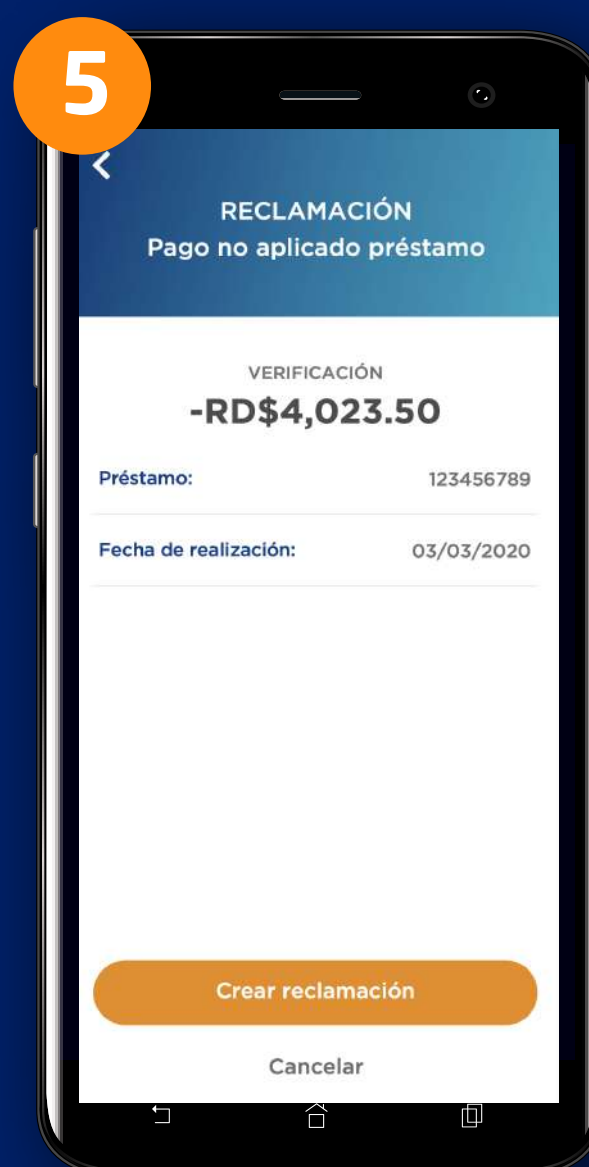 5
RECLAMACIÓN
Pago no aplicado préstamo
VERIFICACIÓN
-RD$4,023.50
Préstamo: 123456789
Fecha de realización: 03/03/2020
Crear reclamación
Cancelar